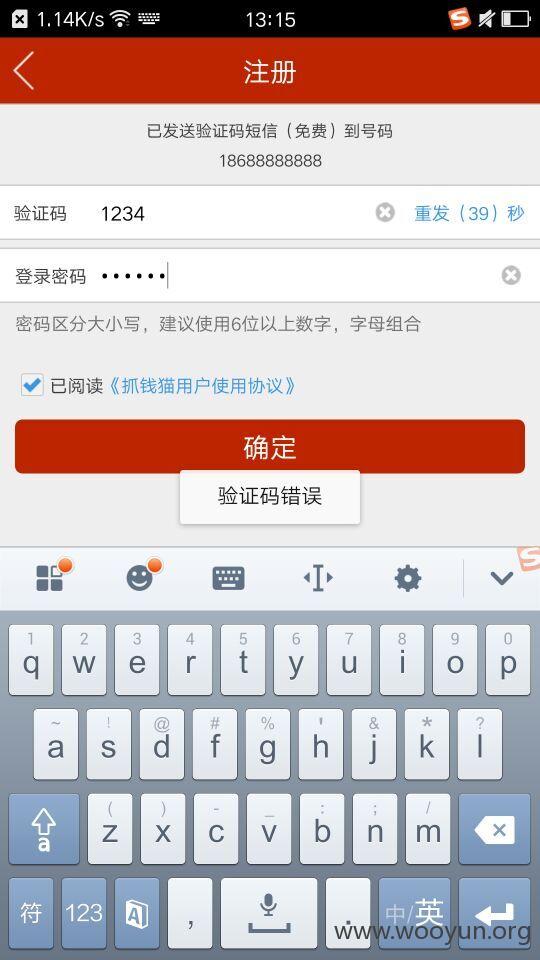 1.14K/s 13:15
注册
已发送验证码短信（免费）到号码
18688888888
验证码 1234 重发（39）秒
登录密码 ••••••
密码区分大小写，建议使用6位以上数字，字母组合
已阅读《抓钱猫用户使用协议》
确定
验证码错误
1 2 3 4 5 6 7 8 9 0
q w e r t y u i o p
~ ! @ # % ' & * ?
a s d f g h j k l
( ) - _ : ; /
a z x c v b n m
符 123 A , . 中/英
www.wooyun.org